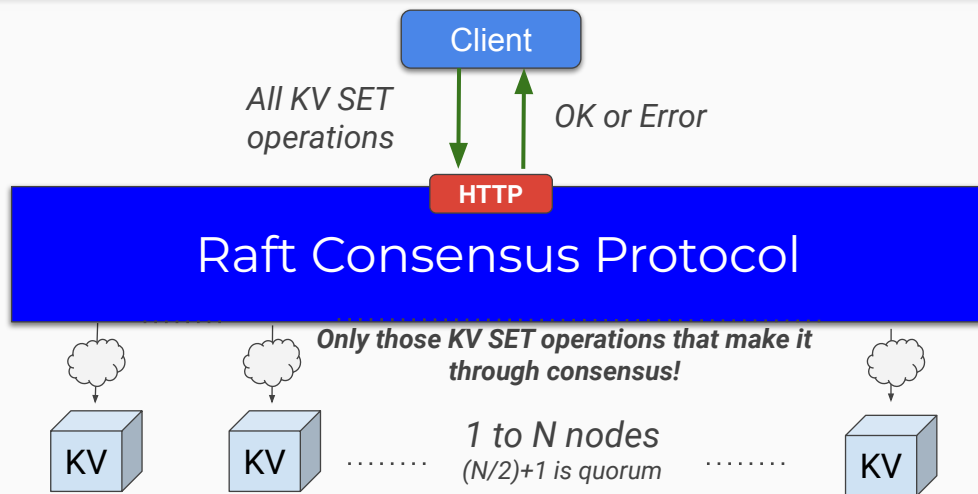 Client
All KV SET
operations
OK or Error
HTTP
Raft Consensus Protocol
Only those KV SET operations that make it
through consensus!
KV
KV
1 to N nodes
(N/2)+1 is quorum
KV